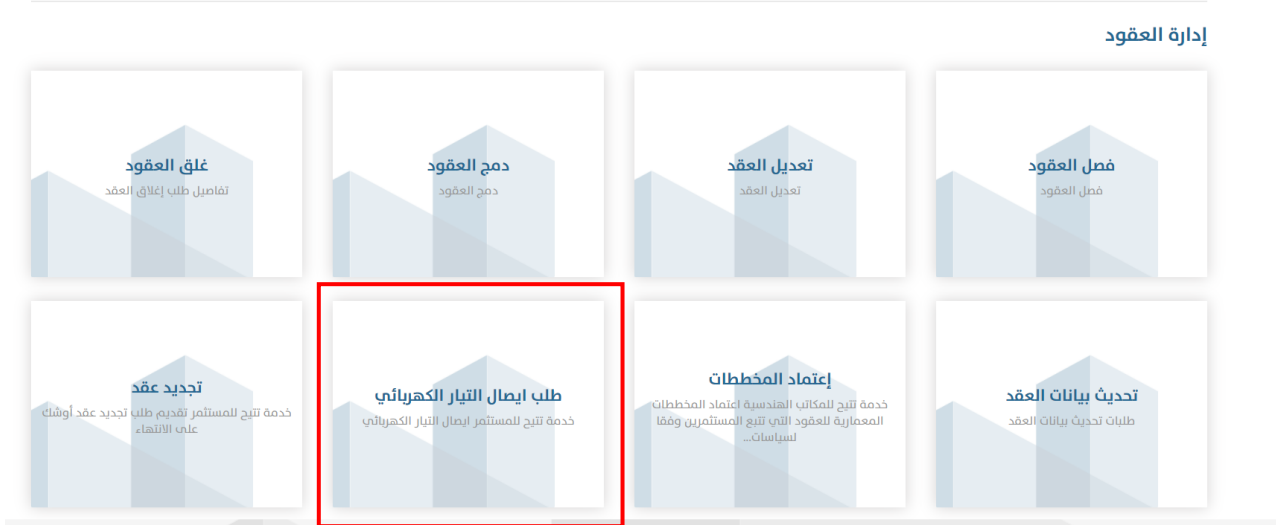 إدارة العقود
فصل العقود
فصل العقود
تعديل العقد
تعديل العقد
دمج العقود
دمج العقود
غلق العقود
تفاصيل طلب إغلاق العقد
تحديث بيانات العقد
طلبات تحديث بيانات العقد
إعتماد المخططات
خدمة تتيح للمكاتب الهندسية اعتماد المخططات
المعمارية للعقود التي تتبع المستثمرين وفقا
لسياسات...
طلب ايصال التيار الكهربائي
خدمة تتيح للمستثمر ايصال التيار الكهربائي
تجديد عقد
خدمة تتيح للمستثمر تقديم طلب تجديد عقد أوشك
على الانتهاء